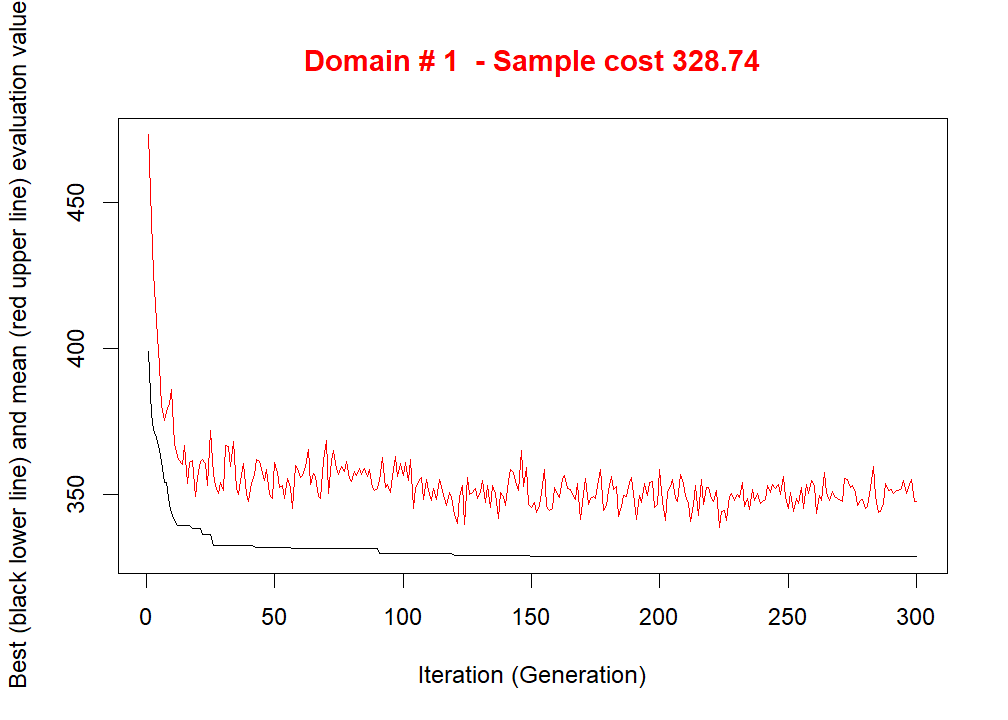 Domain # 1  - Sample cost 328.74
Best (black lower line) and mean (red upper line) evaluation value
450
400
350
0 50 100 150 200 250 300
Iteration (Generation)